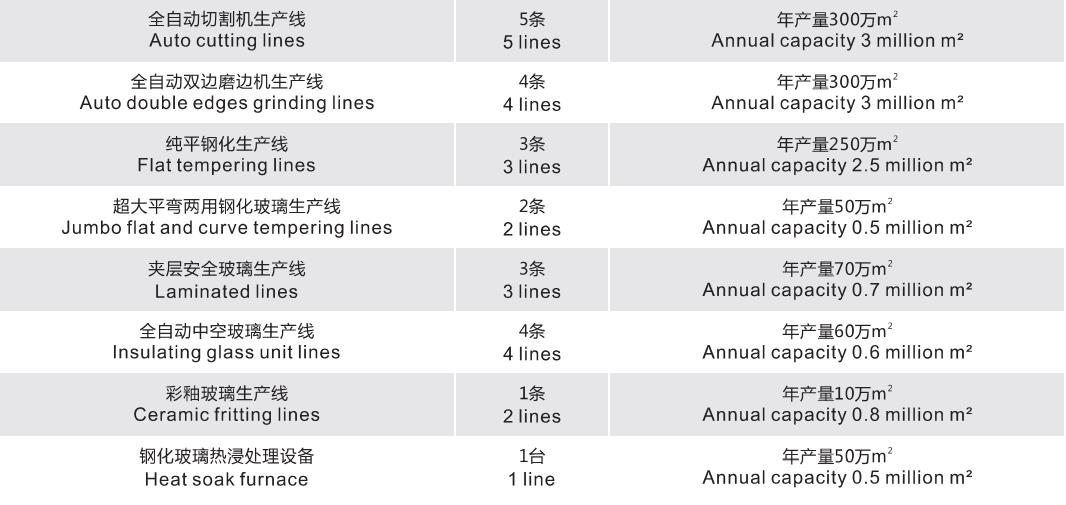 全自动切割机生产线 5条 年产量300万m²
Auto cutting lines 5 lines Annual capacity 3 million m²
全自动双边磨边机生产线 4条 年产量300万m²
Auto double edges grinding lines 4 lines Annual capacity 3 million m²
纯平钢化生产线 3条 年产量250万m²
Flat tempering lines 3 lines Annual capacity 2.5 million m²
超大平弯两用钢化玻璃生产线 2条 年产量50万m²
Jumbo flat and curve tempering lines 2 lines Annual capacity 0.5 million m²
夹层安全玻璃生产线 3条 年产量70万m²
Laminated lines 3 lines Annual capacity 0.7 million m²
全自动中空玻璃生产线 4条 年产量60万m²
Insulating glass unit lines 4 lines Annual capacity 0.6 million m²
彩釉玻璃生产线 1条 年产量10万m²
Ceramic fritting lines 2 lines Annual capacity 0.8 million m²
钢化玻璃热浸处理设备 1台 年产量50万m²
Heat soak furnace 1 line Annual capacity 0.5 million m²